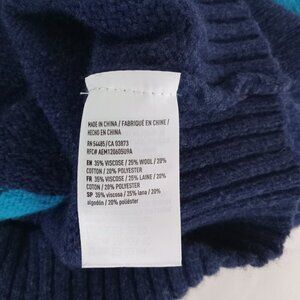 MADE IN CHINA / FABRIQUÉ EN CHINE /
HECHO EN CHINA
RN 54485/CA 03873
RFC# AEM120605U9A
EN 35% VISCOSE / 25% WOOL / 20%
COTTON / 20% POLYESTER
FR 35% VISCOSE / 25% LAINE / 20%
COTON / 20% POLYESTER
SP 35% viscosa / 25% lana / 20%
algodón / 20% poliéster